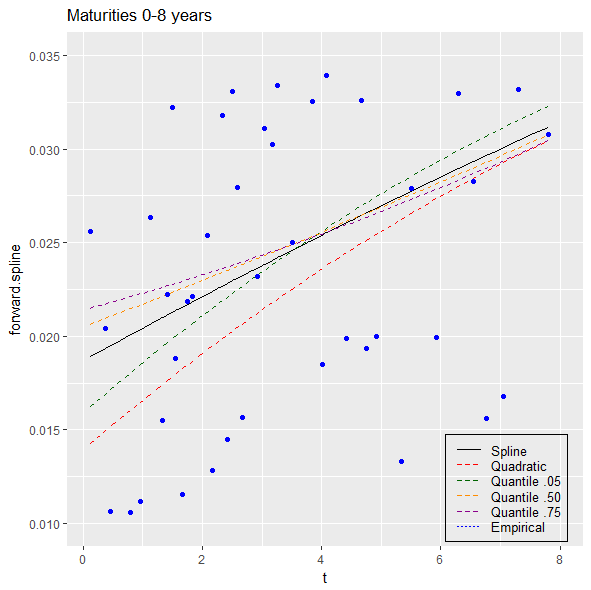 Maturities 0-8 years
0.035
0.030
0.025
0.020
0.015
0.010
forward.spline
0
2
4
6
8
t
Spline
Quadratic
Quantile .05
Quantile .50
Quantile .75
Empirical